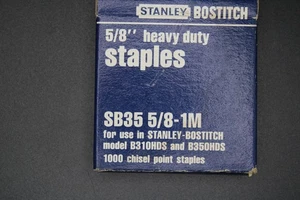 STANLEY BOSTITCH
5/8'' heavy duty
staples
SB35 5/8-1M
for use in STANLEY-BOSTITCH
model B310HDS and B350HDS
1000 chisel point staples